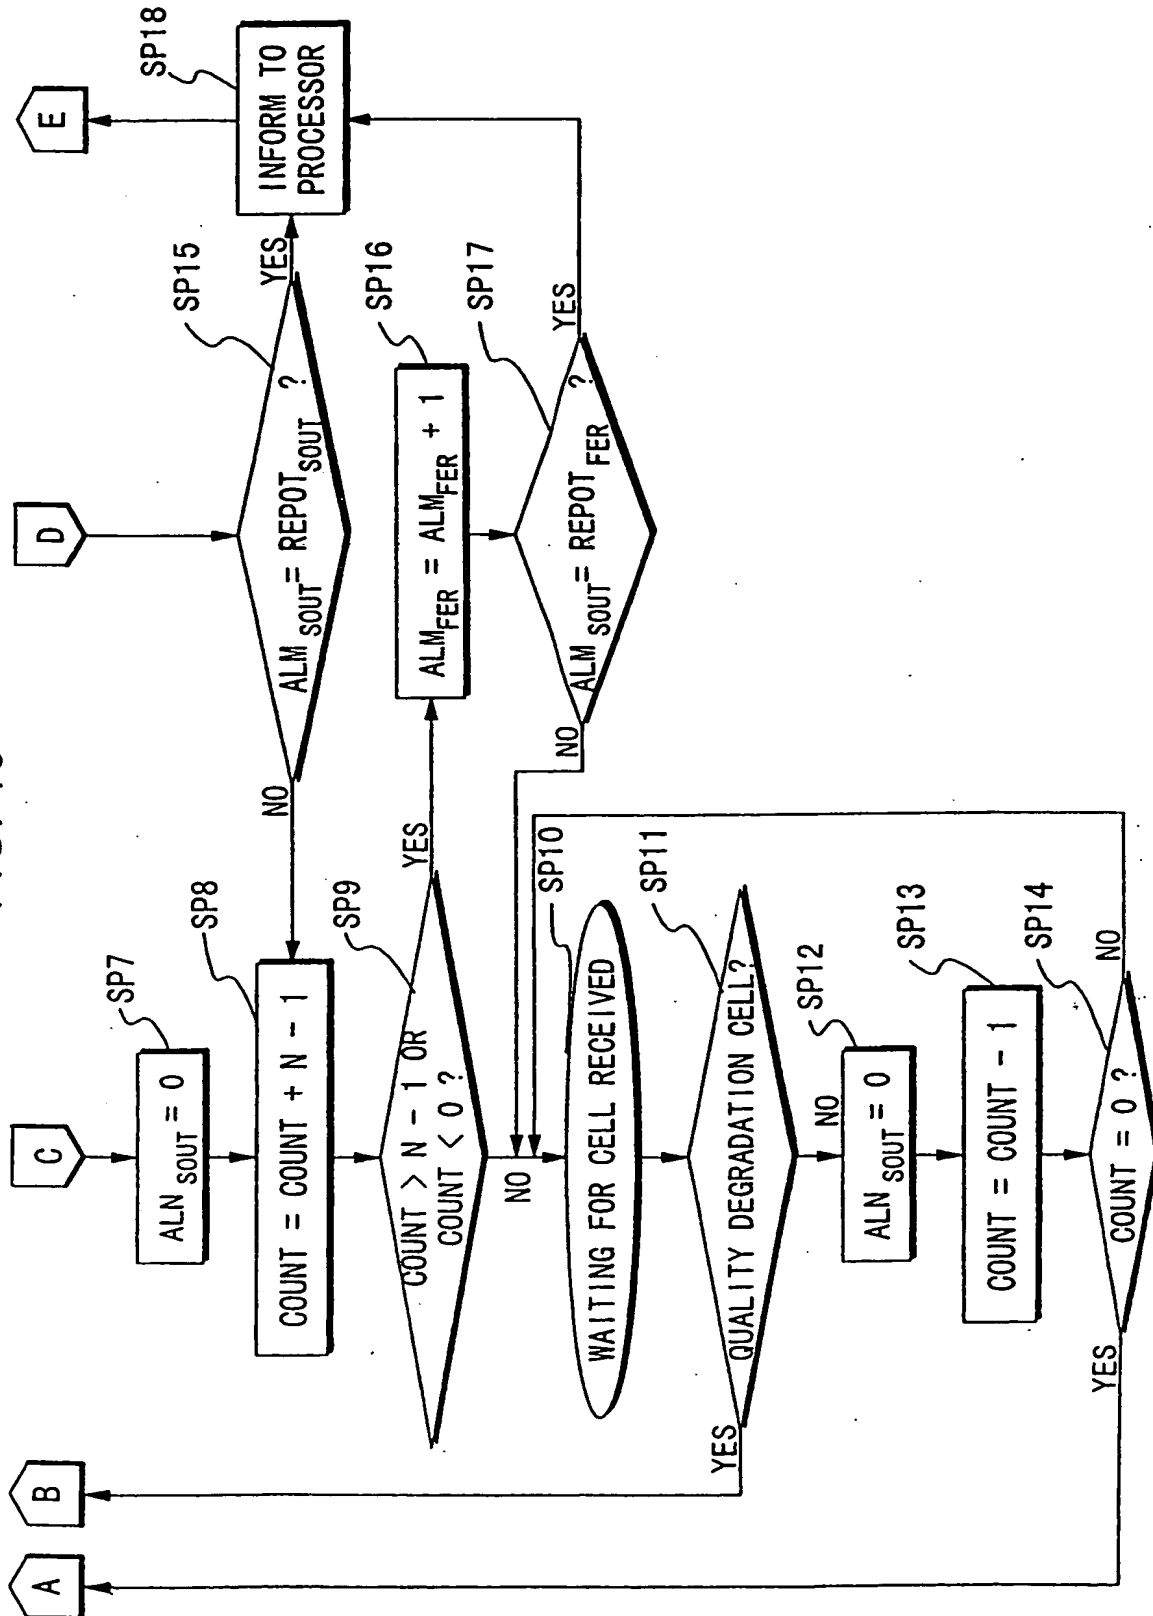 A
B
C
D
E
SP7
ALN SOUT = 0
SP18
INFORM TO
PROCESSOR
SP8
COUNT = COUNT + N - 1
NO
SP15
ALM SOUT = REPOT SOUT ?
YES
SP9
COUNT > N - 1 OR
COUNT < 0 ?
YES
NO
SP16
ALM FER = ALM FER + 1
SP17
ALM SOUT = REPOT FER ?
YES
NO
SP10
WAITING FOR CELL RECEIVED
SP11
QUALITY DEGRADATION CELL?
YES
NO
SP12
ALN SOUT = 0
SP13
COUNT = COUNT - 1
SP14
COUNT = 0 ?
YES
NO